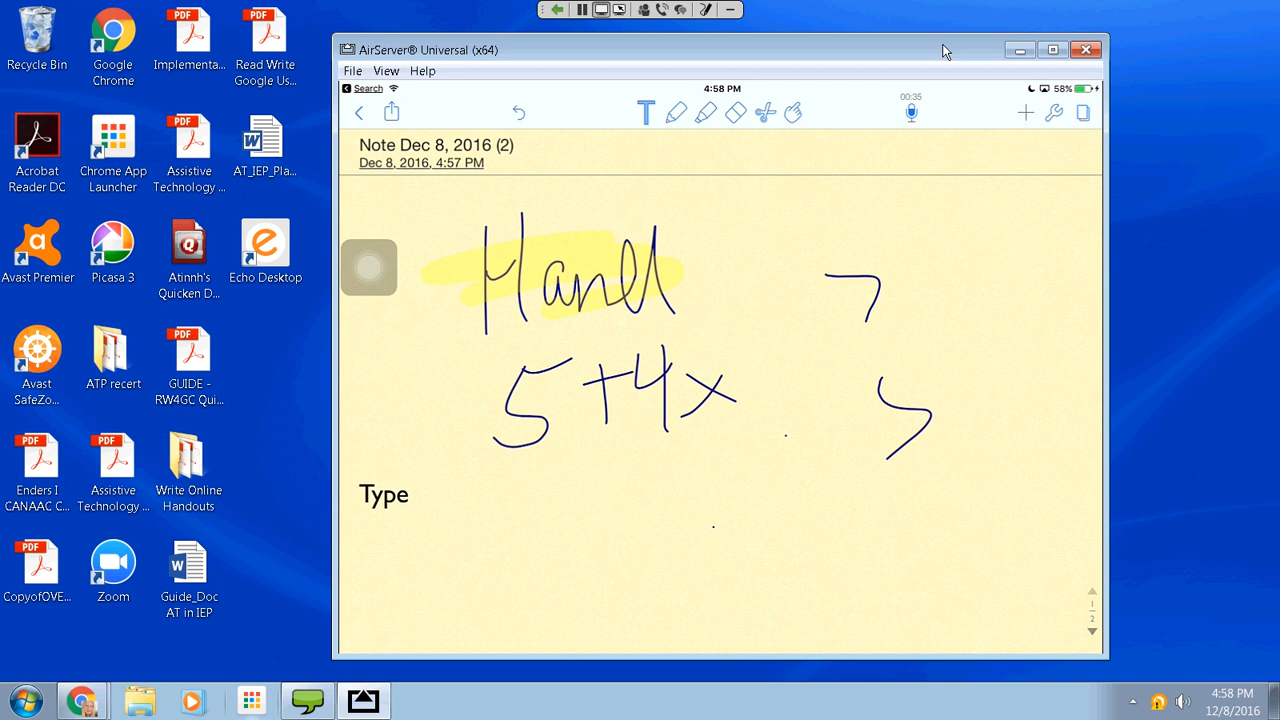 Recycle Bin
Google Chrome
Implementa...
Read Write Google Us...
Acrobat Reader DC
Chrome App Launcher
Assistive Technology ...
AT_IEP_Pla...
Avast Premier
Picasa 3
Atinnh's Quicken D...
Echo Desktop
Avast SafeZo...
ATP recert
GUIDE - RW4GC Qui...
Enders I CANAAC C...
Assistive Technology ...
Write Online Handouts
CopyofOVE...
Zoom
Guide_Doc AT in IEP
AirServer® Universal (x64)
File View Help
Search 4:58 PM 58%
00:35
Note Dec 8, 2016 (2)
Dec 8, 2016, 4:57 PM
Hand
5+4x
Type
1
2
4:58 PM
12/8/2016